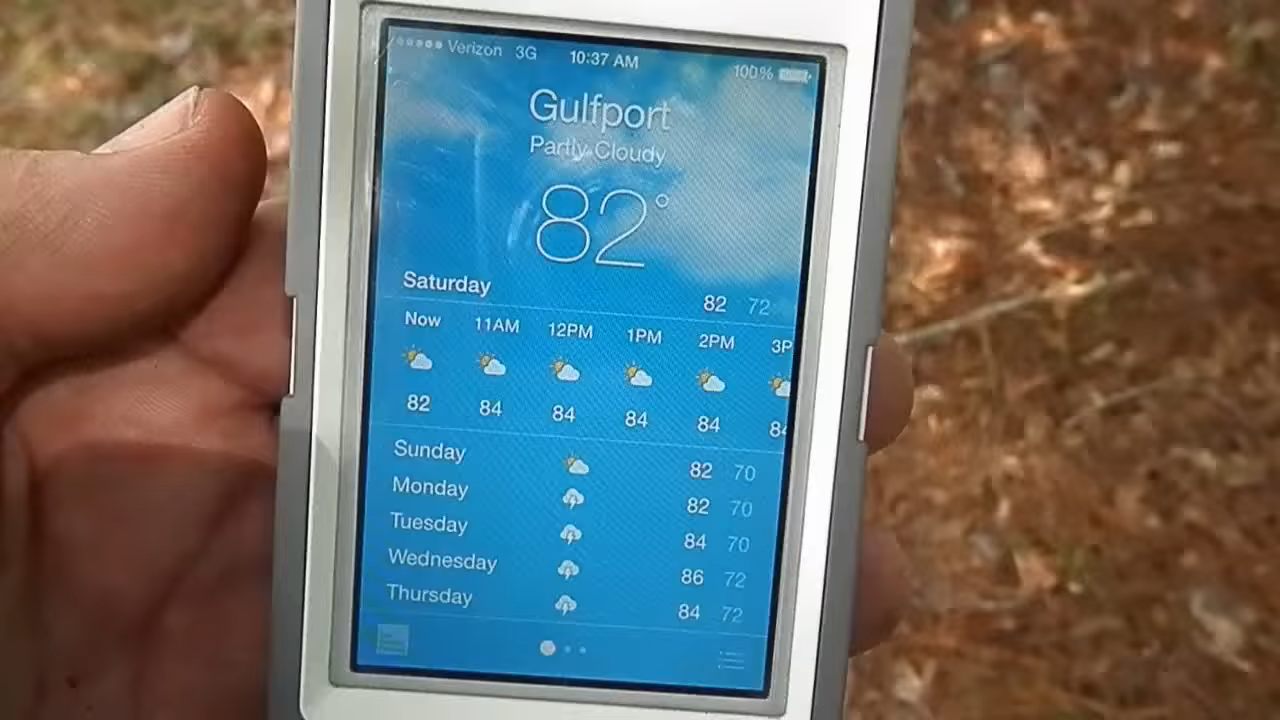 Verizon 3G 10:37 AM 100%
Gulfport
Partly Cloudy
82°
Saturday 82 72
Now 11AM 12PM 1PM 2PM 3P
82 84 84 84 84 84
Sunday 82 70
Monday 82 70
Tuesday 84 70
Wednesday 86 72
Thursday 84 72